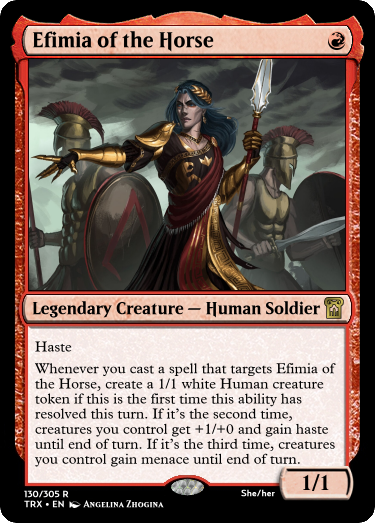 Efimia of the Horse
Legendary Creature — Human Soldier
Haste
Whenever you cast a spell that targets Efimia of
the Horse, create a 1/1 white Human creature
token if this is the first time this ability has
resolved this turn. If it's the second time,
creatures you control get +1/+0 and gain haste
until end of turn. If it's the third time, creatures
you control gain menace until end of turn.
1/1
130/305 R
She/her
TRX • EN Angelina Zhogina